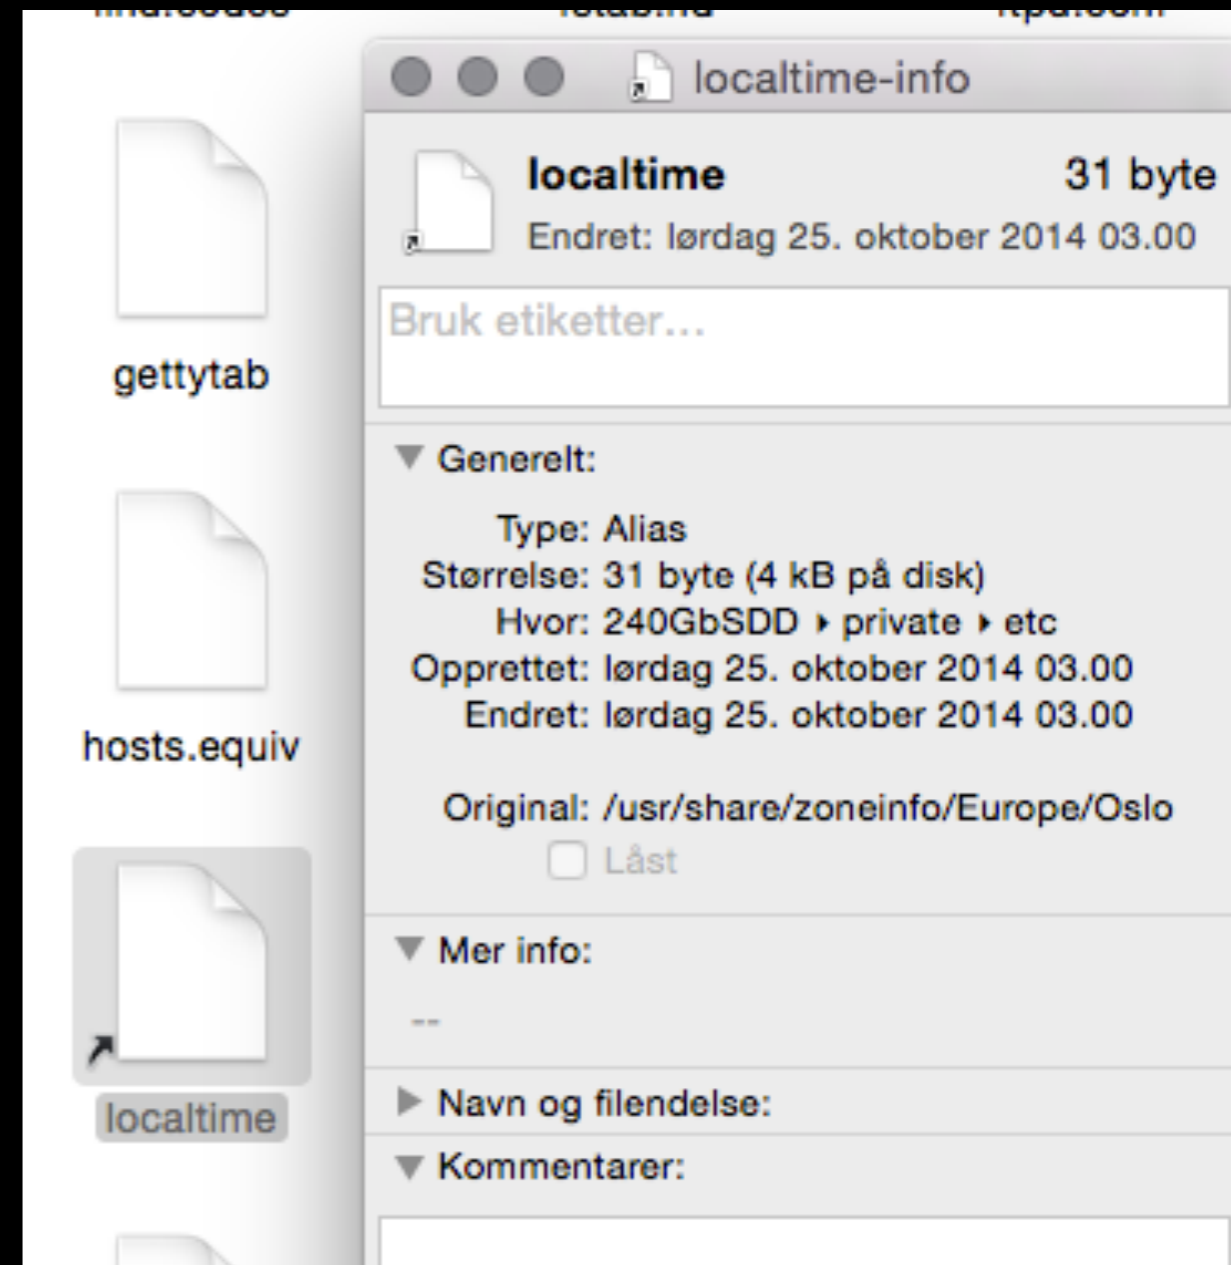 gettytab
hosts.equiv
localtime
localtime-info
localtime 31 byte
Endret: lørdag 25. oktober 2014 03.00
Bruk etiketter...
Generelt:
Type: Alias
Størrelse: 31 byte (4 kB på disk)
Hvor: 240GbSDD ▸ private ▸ etc
Opprettet: lørdag 25. oktober 2014 03.00
Endret: lørdag 25. oktober 2014 03.00
Original: /usr/share/zoneinfo/Europe/Oslo
Låst
Mer info:
--
Navn og filendelse:
Kommentarer: